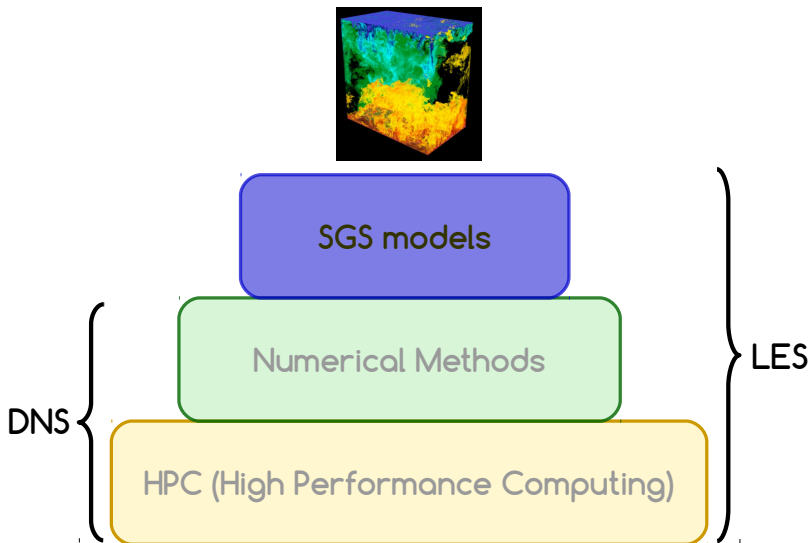 SGS models
Numerical Methods
LES
DNS
HPC (High Performance Computing)